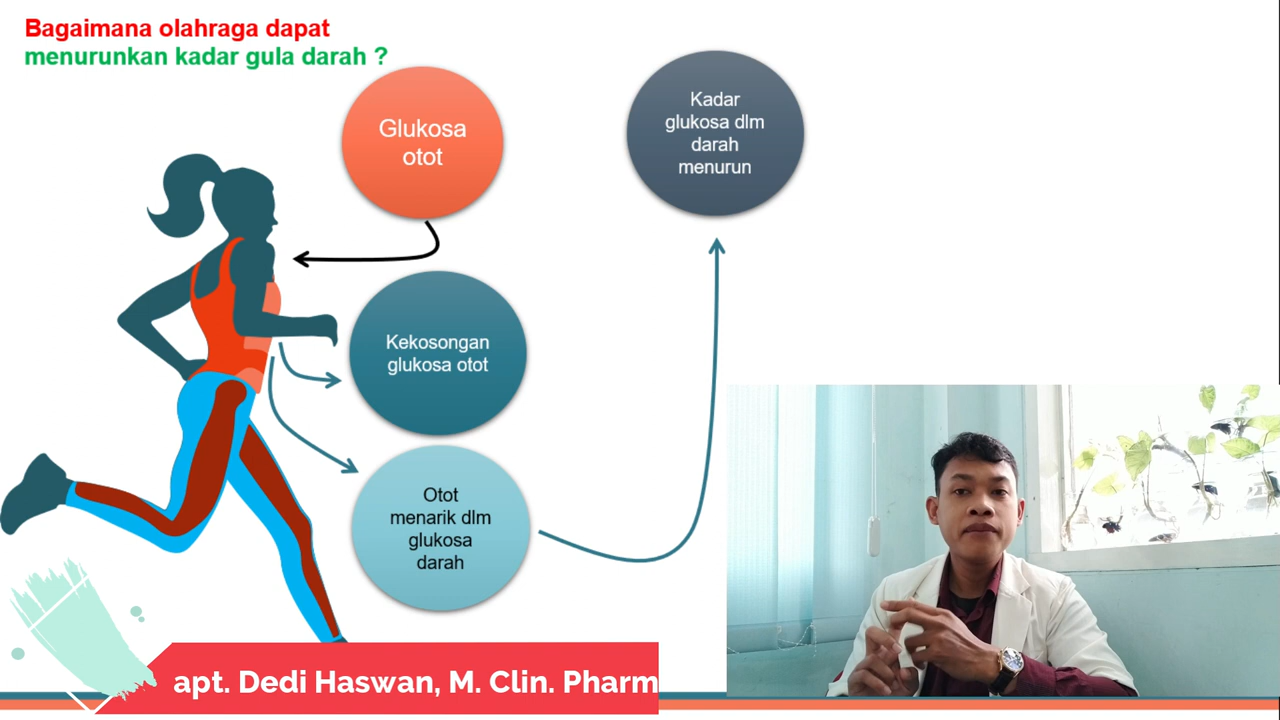 Bagaimana olahraga dapat
menurunkan kadar gula darah ?
Glukosa
otot
Kekosongan
glukosa otot
Otot
menarik dlm
glukosa
darah
Kadar
glukosa dlm
darah
menurun
apt. Dedi Haswan, M. Clin. Pharm